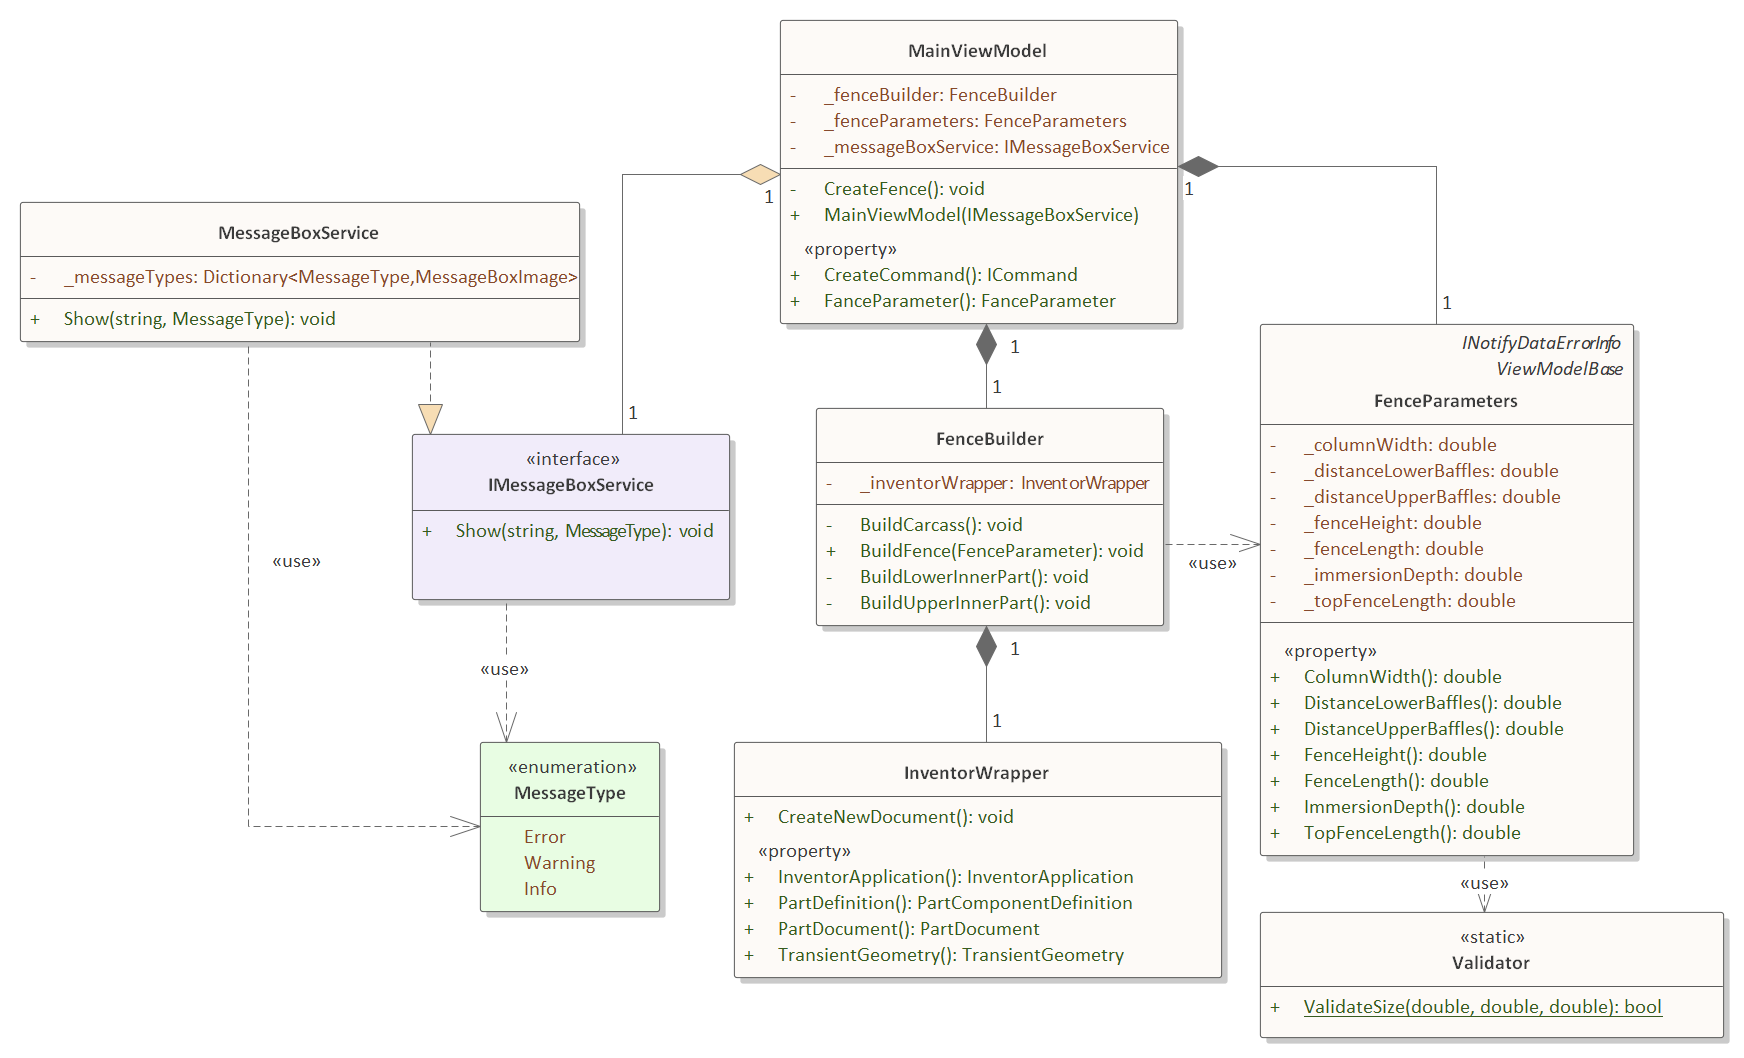 MainViewModel
- _fenceBuilder: FenceBuilder
- _fenceParameters: FenceParameters
- _messageBoxService: IMessageBoxService
- CreateFence(): void
+ MainViewModel(IMessageBoxService)
«property»
+ CreateCommand(): ICommand
+ FanceParameter(): FanceParameter
1
1
1
1
1
1
MessageBoxService
- _messageTypes: Dictionary<MessageType,MessageBoxImage>
+ Show(string, MessageType): void
«use»
«interface»
IMessageBoxService
+ Show(string, MessageType): void
«use»
«enumeration»
MessageType
Error
Warning
Info
FenceBuilder
- _inventorWrapper: InventorWrapper
- BuildCarcass(): void
+ BuildFence(FenceParameter): void
- BuildLowerInnerPart(): void
- BuildUpperInnerPart(): void
«use»
1
1
InventorWrapper
+ CreateNewDocument(): void
«property»
+ InventorApplication(): InventorApplication
+ PartDefinition(): PartComponentDefinition
+ PartDocument(): PartDocument
+ TransientGeometry(): TransientGeometry
INotifyDataErrorInfo
ViewModelBase
FenceParameters
- _columnWidth: double
- _distanceLowerBaffles: double
- _distanceUpperBaffles: double
- _fenceHeight: double
- _fenceLength: double
- _immersionDepth: double
- _topFenceLength: double
«property»
+ ColumnWidth(): double
+ DistanceLowerBaffles(): double
+ DistanceUpperBaffles(): double
+ FenceHeight(): double
+ FenceLength(): double
+ ImmersionDepth(): double
+ TopFenceLength(): double
«use»
«static»
Validator
+ ValidateSize(double, double, double): bool